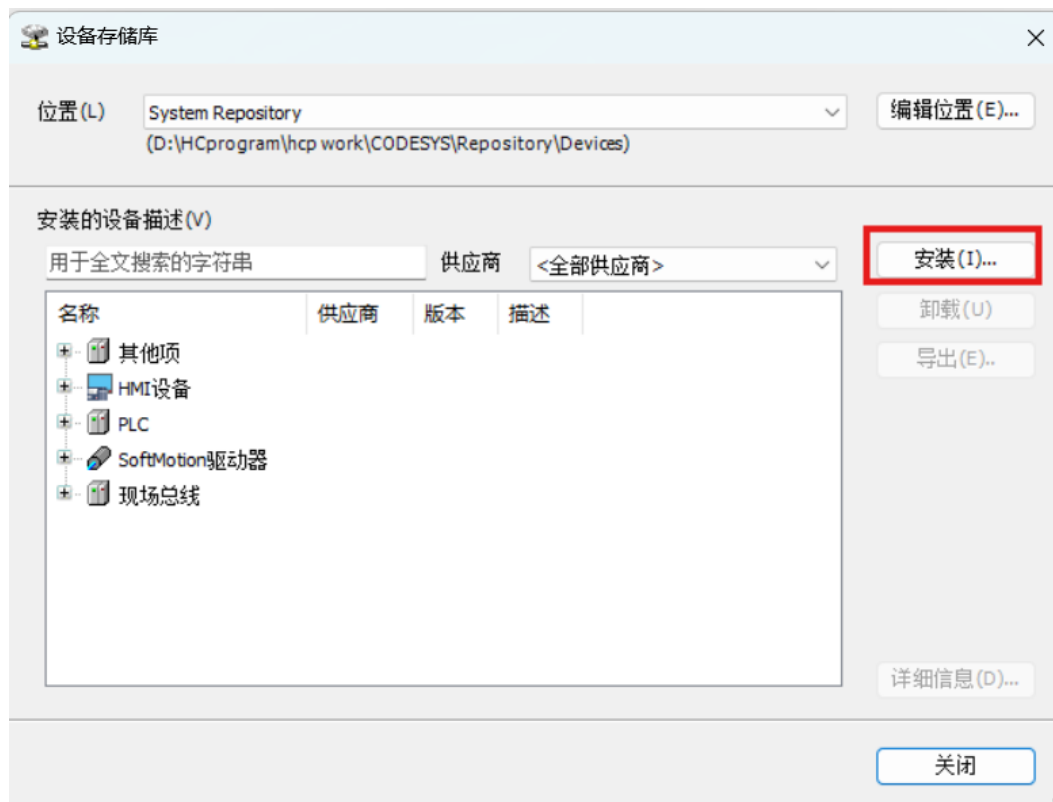 设备存储库
位置(L) System Repository 编辑位置(E)...
(D:\HCprogram\hcp work\CODESYS\Repository\Devices)
安装的设备描述(V)
用于全文搜索的字符串 供应商 <全部供应商> 安装(I)...
名称 供应商 版本 描述 卸载(U)
其他项
导出(E)..
HMI设备
PLC
SoftMotion驱动器
现场总线
详细信息(D)...
关闭